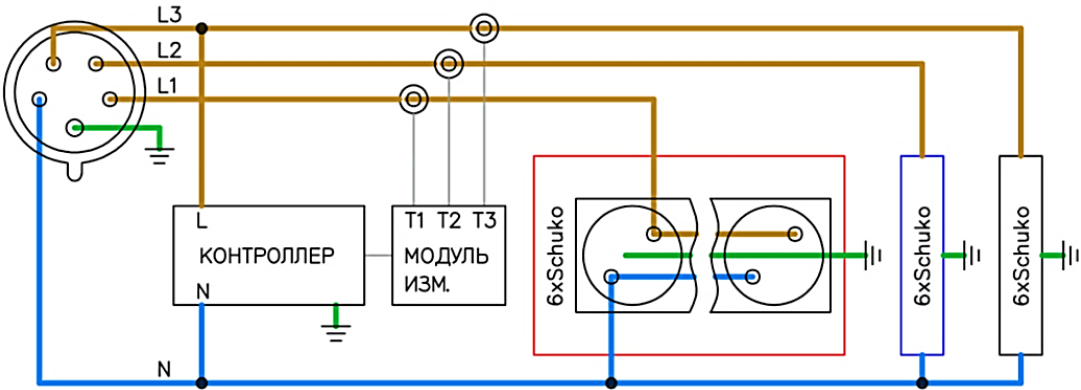 L3
L2
L1
L
T1 T2 T3
КОНТРОЛЛЕР
МОДУЛЬ
ИЗМ.
N
6xSchuko
6xSchuko
6xSchuko
N